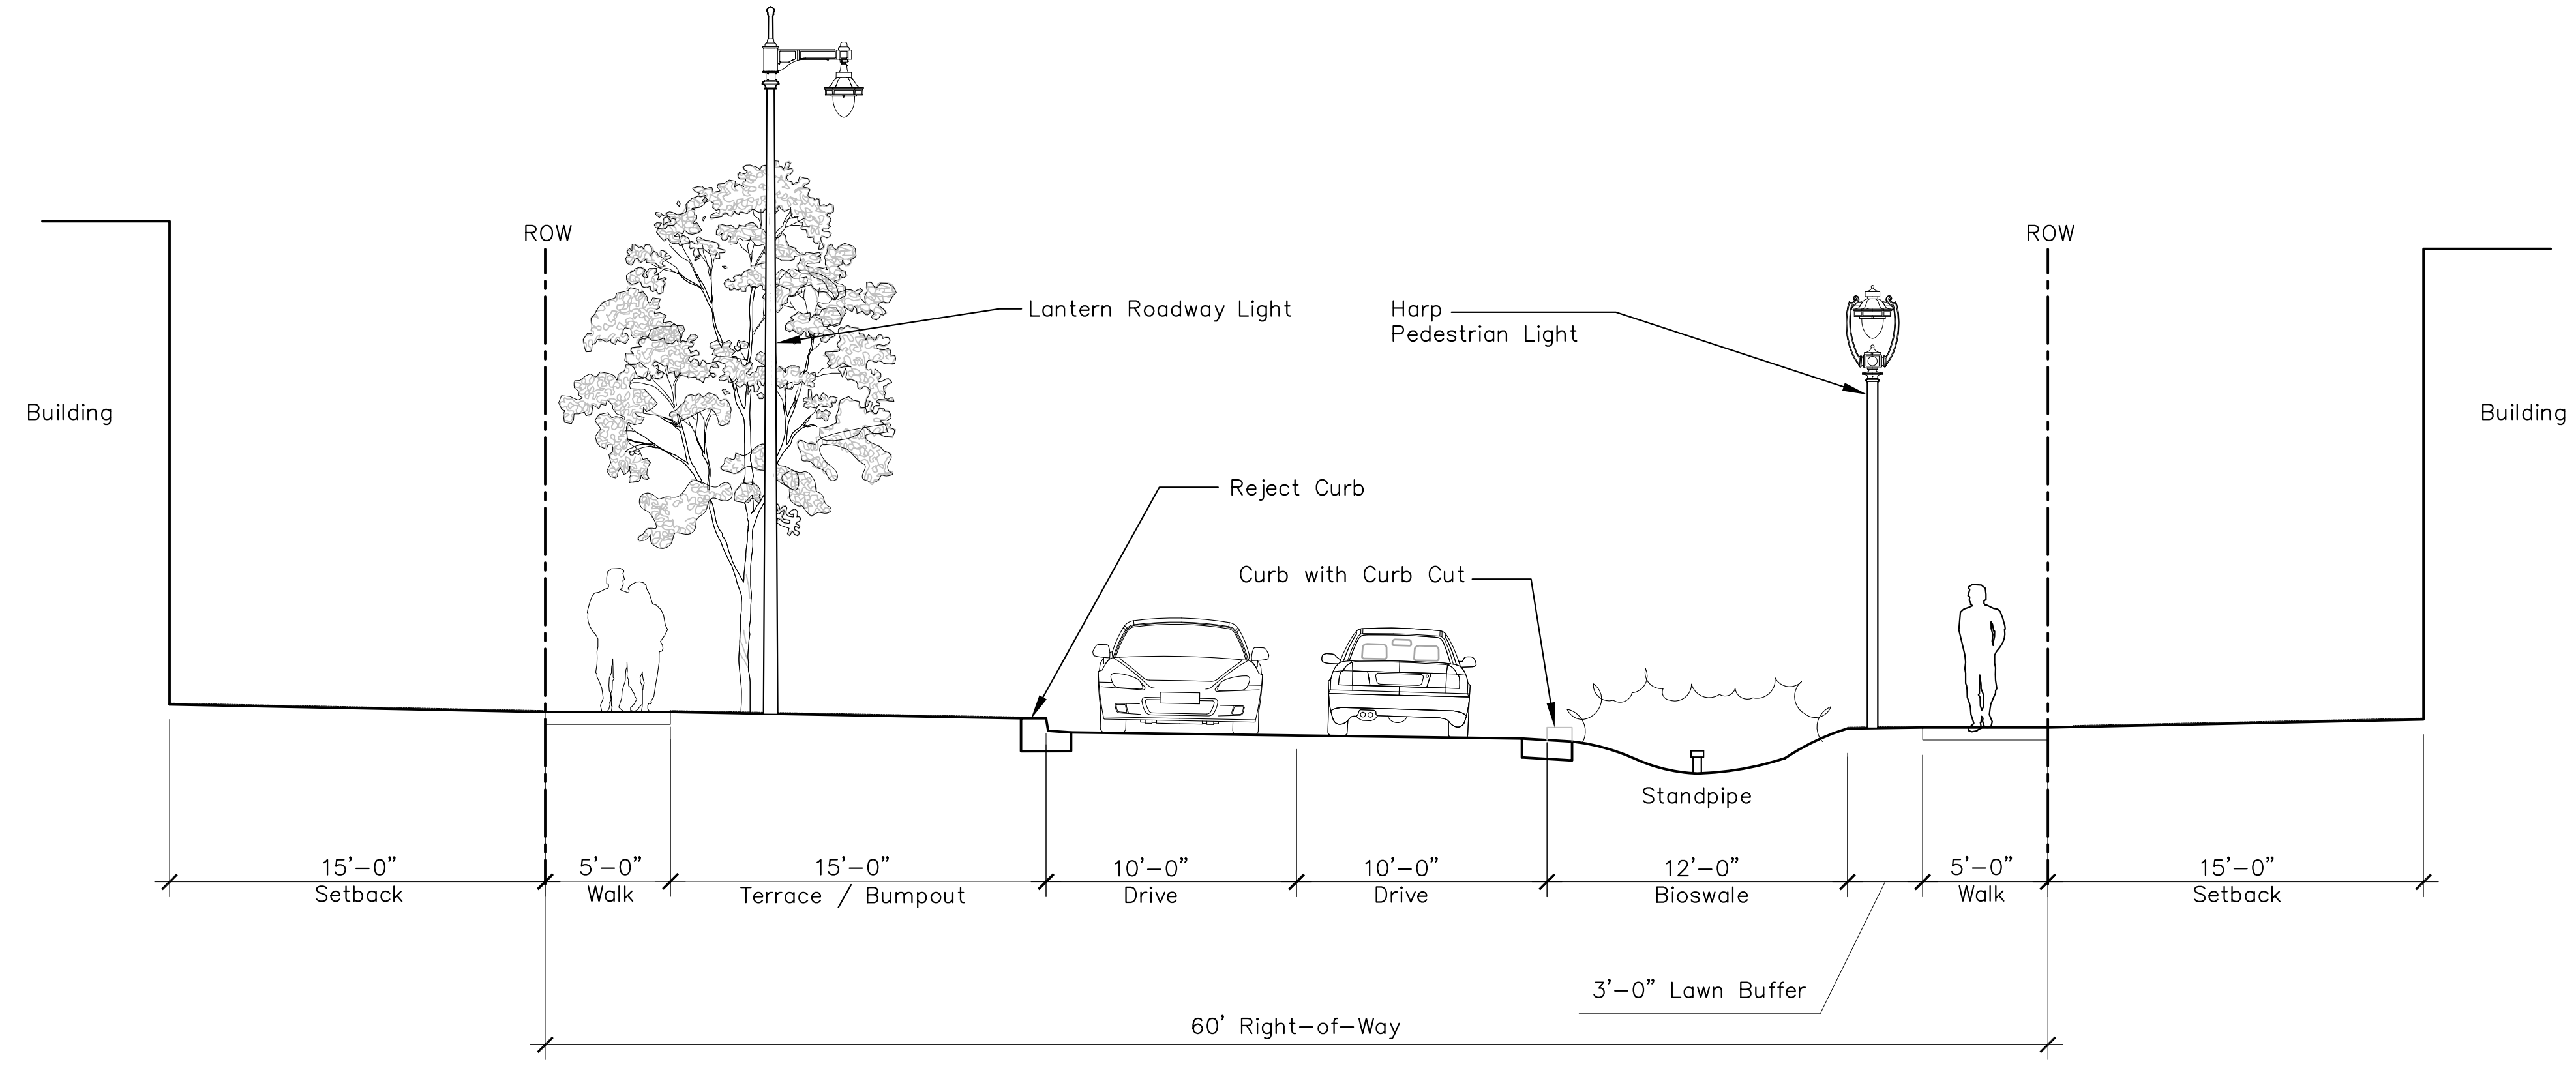 ROW
ROW
Lantern Roadway Light
Harp
Pedestrian Light
Building
Building
Reject Curb
Curb with Curb Cut
Standpipe
15'-0" 5'-0" 15'-0" 10'-0" 10'-0" 12'-0" 5'-0" 15'-0"
Setback Walk Terrace / Bumpout Drive Drive Bioswale Walk Setback
3'-0" Lawn Buffer
60' Right-of-Way